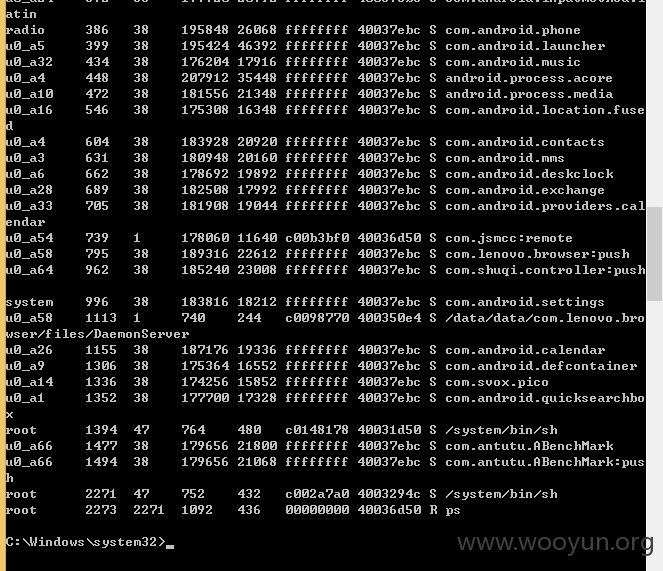 atin
radio     386   38    195848 26068 ffffffff 40037ebc S com.android.phone
u0_a5     399   38    195424 46392 ffffffff 40037ebc S com.android.launcher
u0_a32    434   38    176204 17916 ffffffff 40037ebc S com.android.music
u0_a4     448   38    207912 35448 ffffffff 40037ebc S android.process.acore
u0_a10    472   38    181556 21348 ffffffff 40037ebc S android.process.media
u0_a16    546   38    175308 16348 ffffffff 40037ebc S com.android.location.fuse
d
u0_a4     604   38    183928 20920 ffffffff 40037ebc S com.android.contacts
u0_a3     631   38    180948 20160 ffffffff 40037ebc S com.android.mms
u0_a6     662   38    178692 19892 ffffffff 40037ebc S com.android.deskclock
u0_a28    689   38    182508 17992 ffffffff 40037ebc S com.android.exchange
u0_a33    705   38    181908 19044 ffffffff 40037ebc S com.android.providers.cal
endar
u0_a54    739   1     178060 11640 c00b3bf0 40036d50 S com.jsmcc:remote
u0_a58    795   38    189316 22612 ffffffff 40037ebc S com.lenovo.browser:push
u0_a64    962   38    185240 23008 ffffffff 40037ebc S com.shuqi.controller:push
system    996   38    183816 18212 ffffffff 40037ebc S com.android.settings
u0_a58    1113  1     740    244   c0098770 400350e4 S /data/data/com.lenovo.bro
wser/files/DaemonServer
u0_a26    1155  38    187176 19336 ffffffff 40037ebc S com.android.calendar
u0_a9     1306  38    175364 16552 ffffffff 40037ebc S com.android.defcontainer
u0_a14    1336  38    174256 15852 ffffffff 40037ebc S com.svox.pico
u0_a1     1352  38    177700 17328 ffffffff 40037ebc S com.android.quicksearchbo
x
root      1394  47    764    480   c0148178 40031d50 S /system/bin/sh
u0_a66    1477  38    179656 21800 ffffffff 40037ebc S com.antutu.ABenchMark
u0_a66    1494  38    179656 21068 ffffffff 40037ebc S com.antutu.ABenchMark:pus
h
root      2271  47    752    432   c002a7a0 4003294c S /system/bin/sh
root      2273  2271  1092   436   00000000 40036d50 R ps
C:\Windows\system32>_
www.wooyun.org